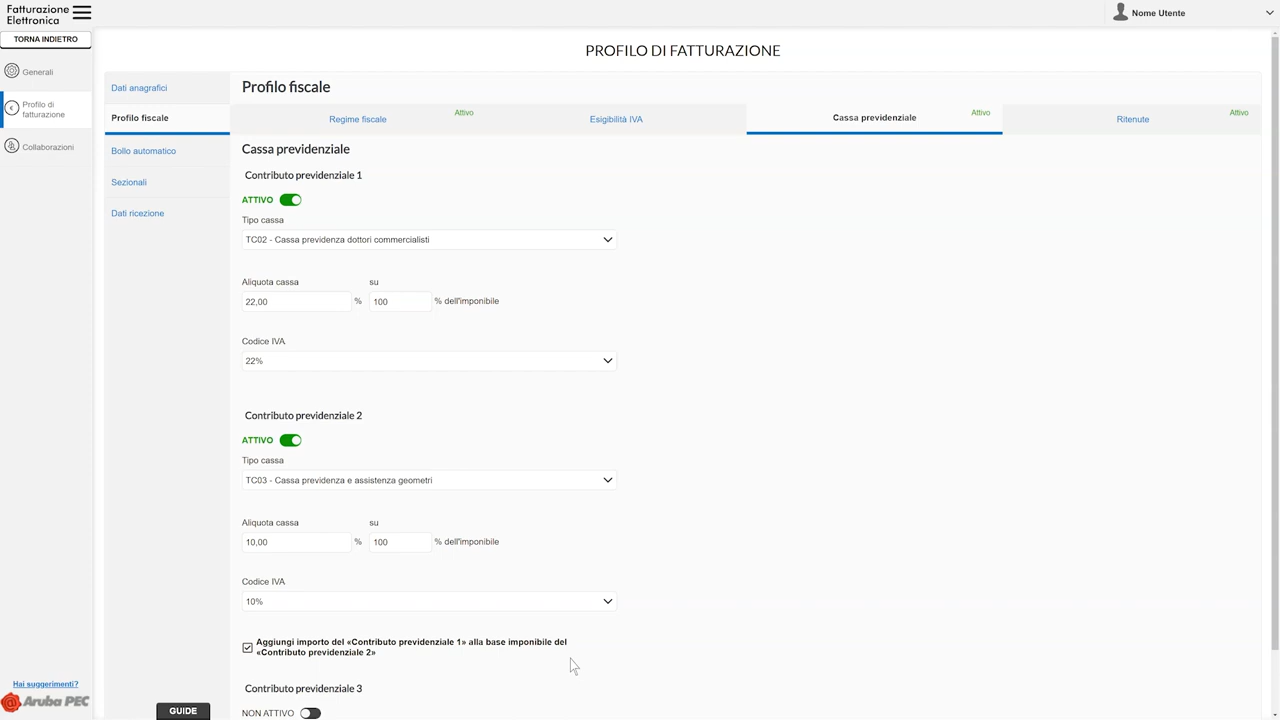 Fatturazione
Elettronica
Nome Utente
TORNA INDIETRO
PROFILO DI FATTURAZIONE
Generali
Profilo di
fatturazione
Collaborazioni
Dati anagrafici
Profilo fiscale
Bollo automatico
Sezionali
Dati ricezione
Profilo fiscale
Regime fiscale
Attivo
Esigibilità IVA
Cassa previdenziale
Attivo
Ritenute
Attivo
Cassa previdenziale
Contributo previdenziale 1
ATTIVO
Tipo cassa
TC02 - Cassa previdenza dottori commercialisti
Aliquota cassa su
22,00 % 100 % dell'imponibile
Codice IVA
22%
Contributo previdenziale 2
ATTIVO
Tipo cassa
TC03 - Cassa previdenza e assistenza geometri
Aliquota cassa su
10,00 % 100 % dell'imponibile
Codice IVA
10%
Aggiungi importo del «Contributo previdenziale 1» alla base imponibile del
«Contributo previdenziale 2»
Contributo previdenziale 3
NON ATTIVO
Hai suggerimenti?
@Aruba PEC
GUIDE